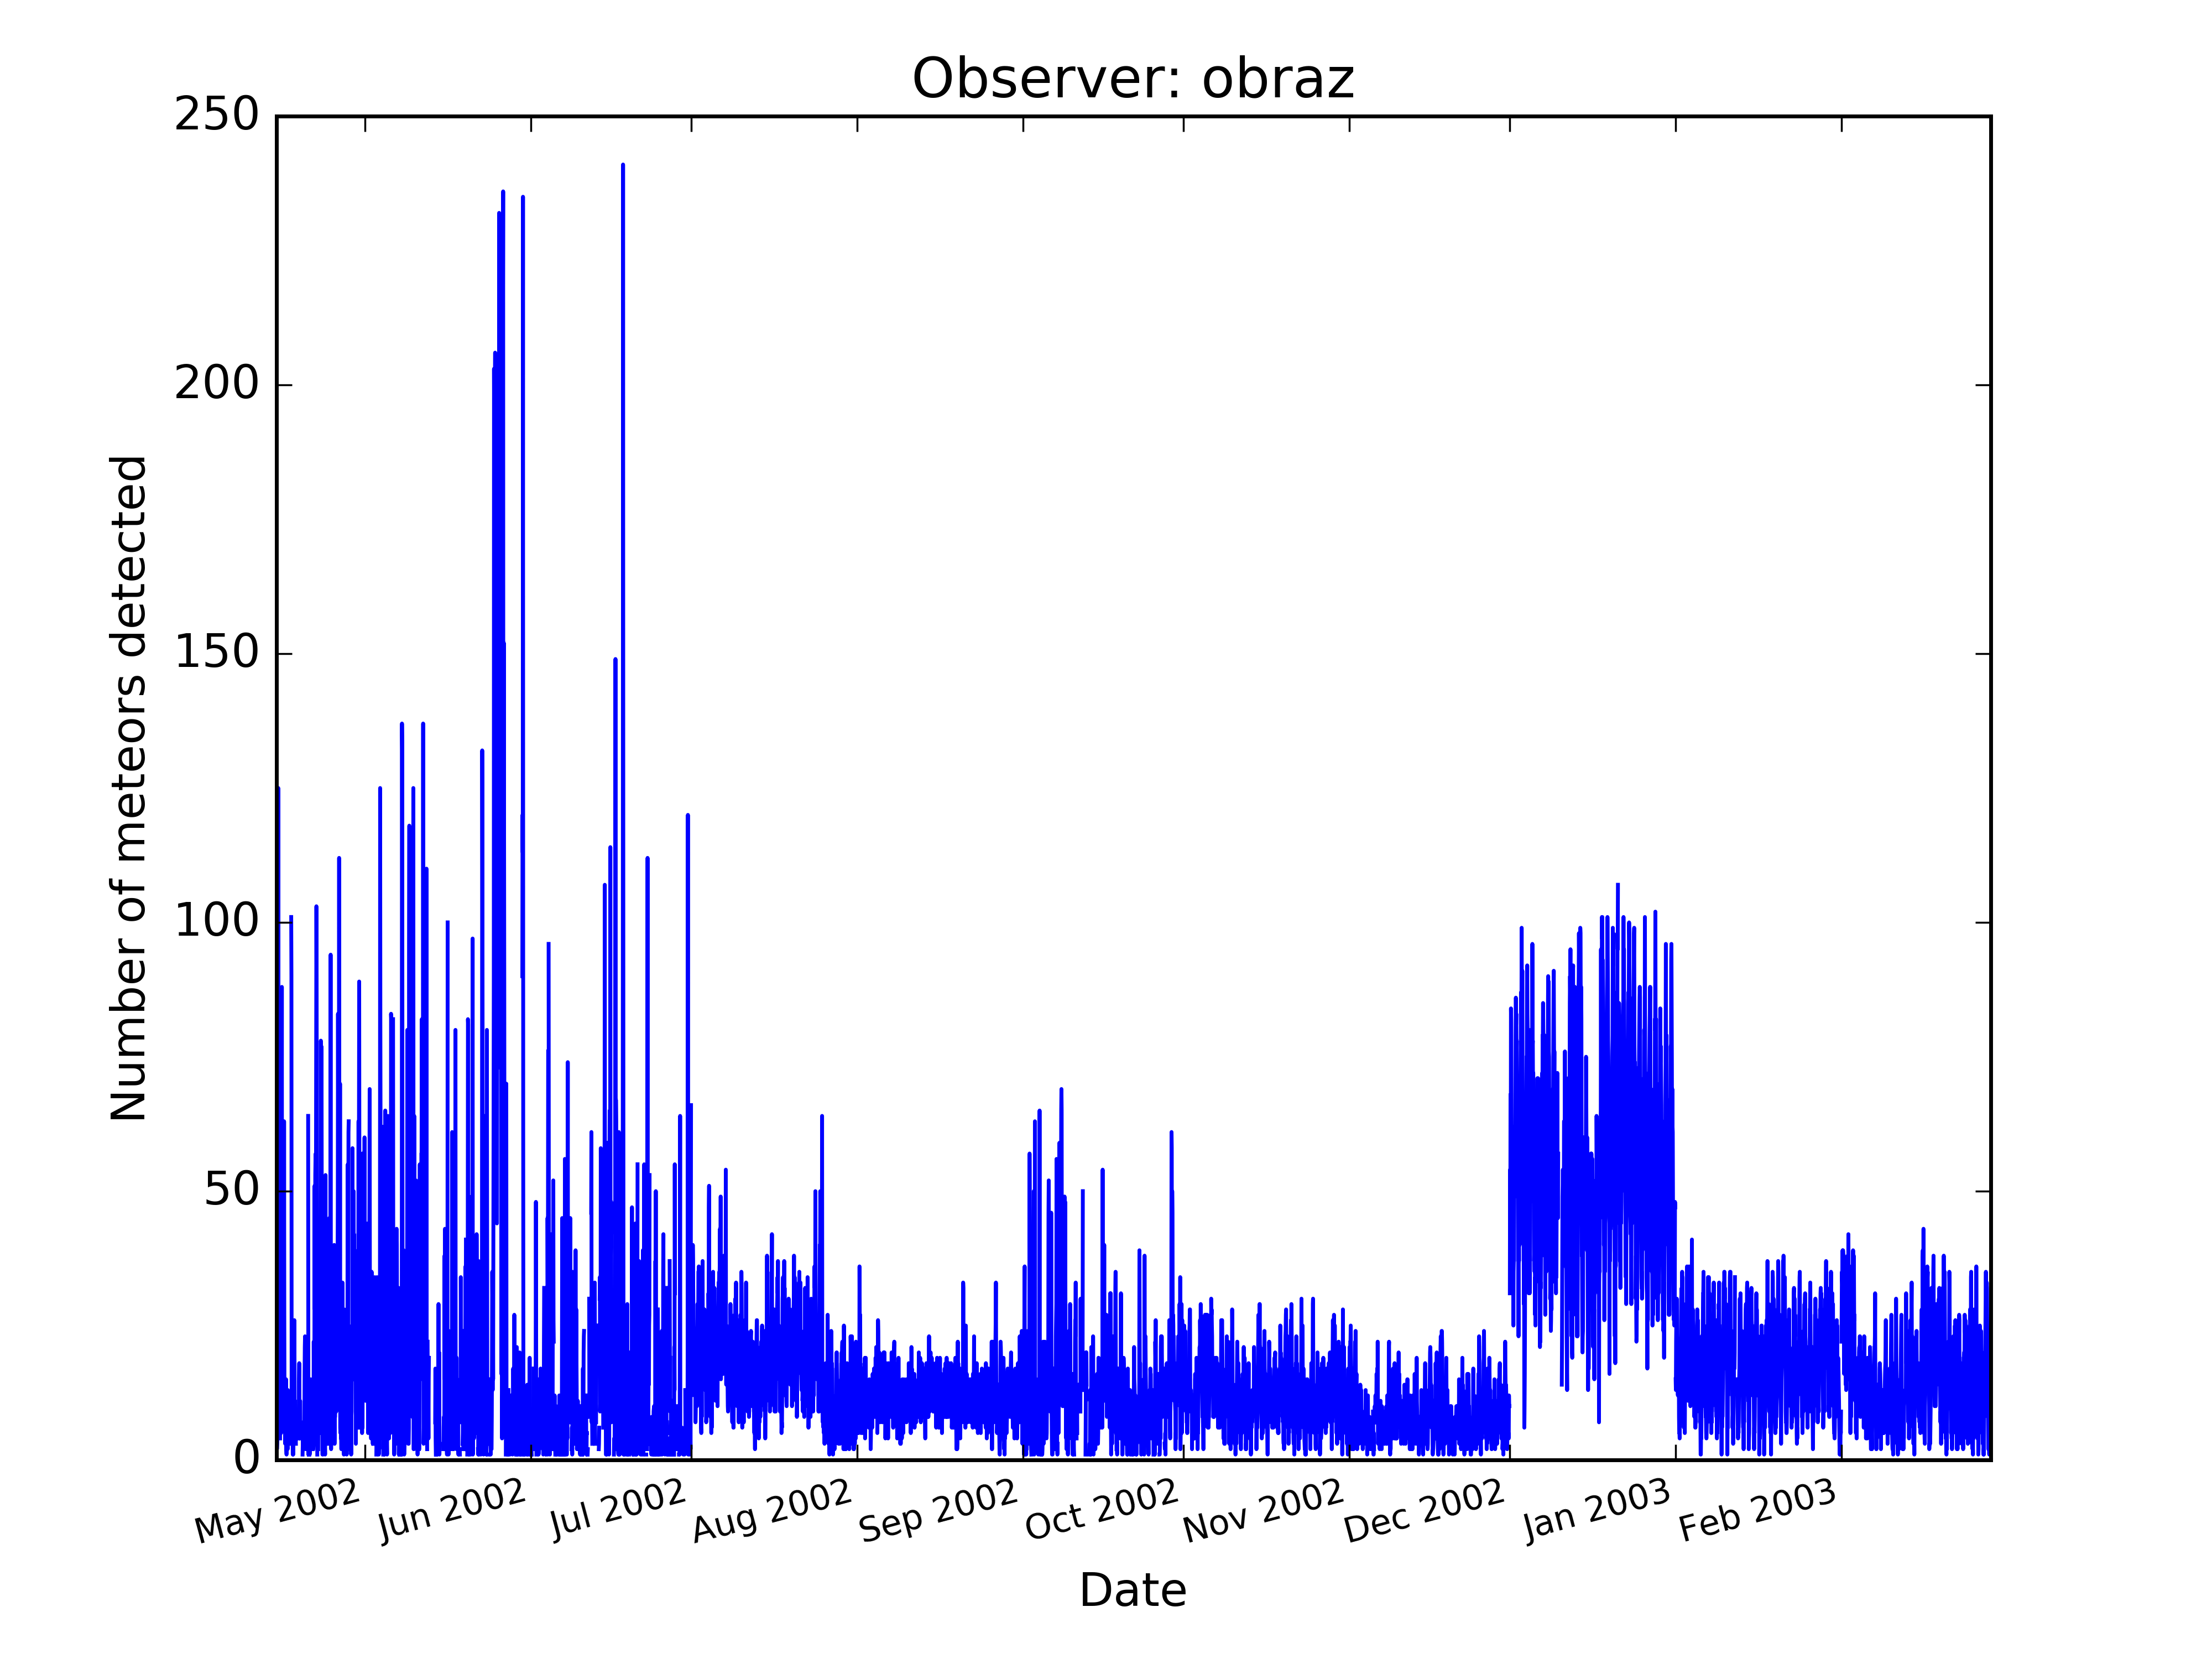 Observer: obraz
250
200
150
100
50
0
Number of meteors detected
May 2002
Jun 2002
Jul 2002
Aug 2002
Sep 2002
Oct 2002
Nov 2002
Dec 2002
Jan 2003
Feb 2003
Date